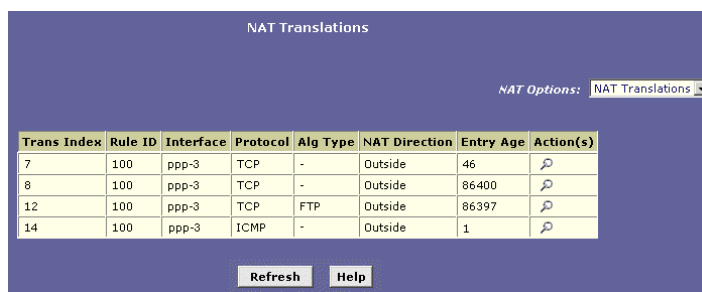 NAT Translations
NAT Options: NAT Translations
Trans Index Rule ID Interface Protocol Alg Type NAT Direction Entry Age Action(s)
7 100 ppp-3 TCP - Outside 46
8 100 ppp-3 TCP - Outside 86400
12 100 ppp-3 TCP FTP Outside 86397
14 100 ppp-3 ICMP - Outside 1
Refresh Help